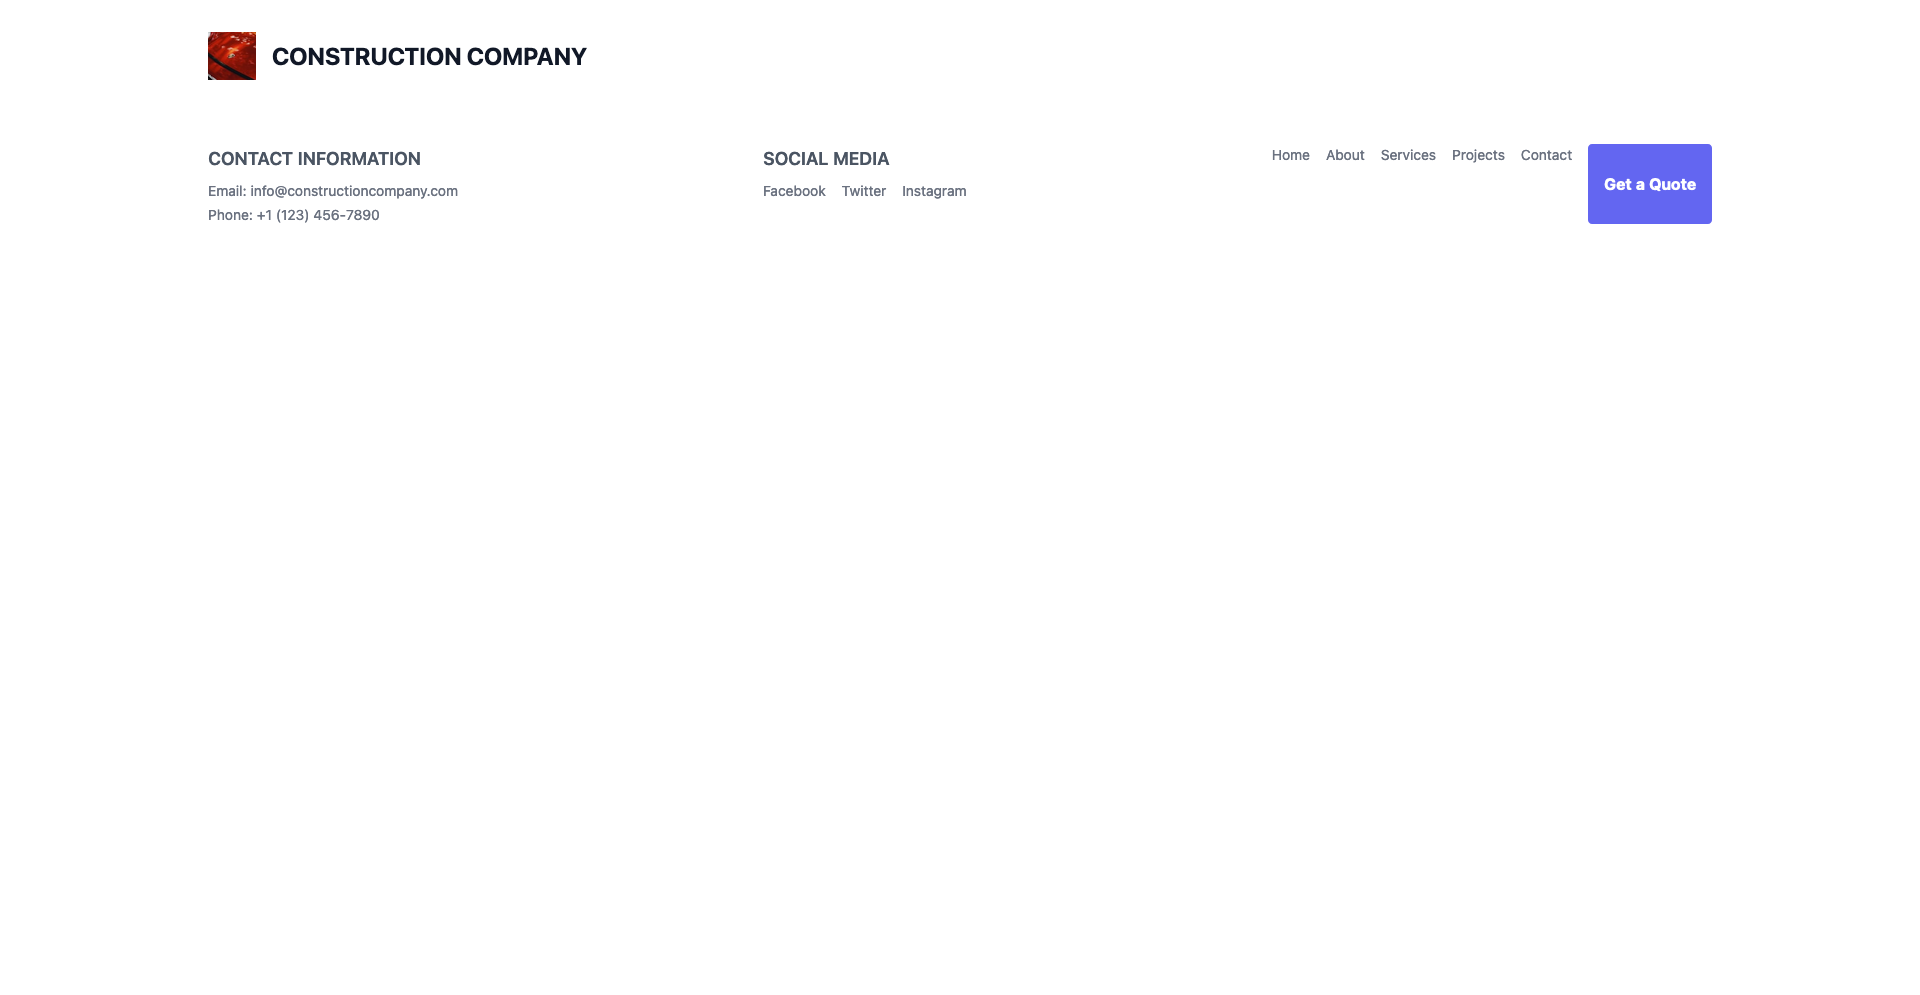 CONSTRUCTION COMPANY
CONTACT INFORMATION
Email: info@constructioncompany.com
Phone: +1 (123) 456-7890
SOCIAL MEDIA
Facebook Twitter Instagram
Home About Services Projects Contact
Get a Quote